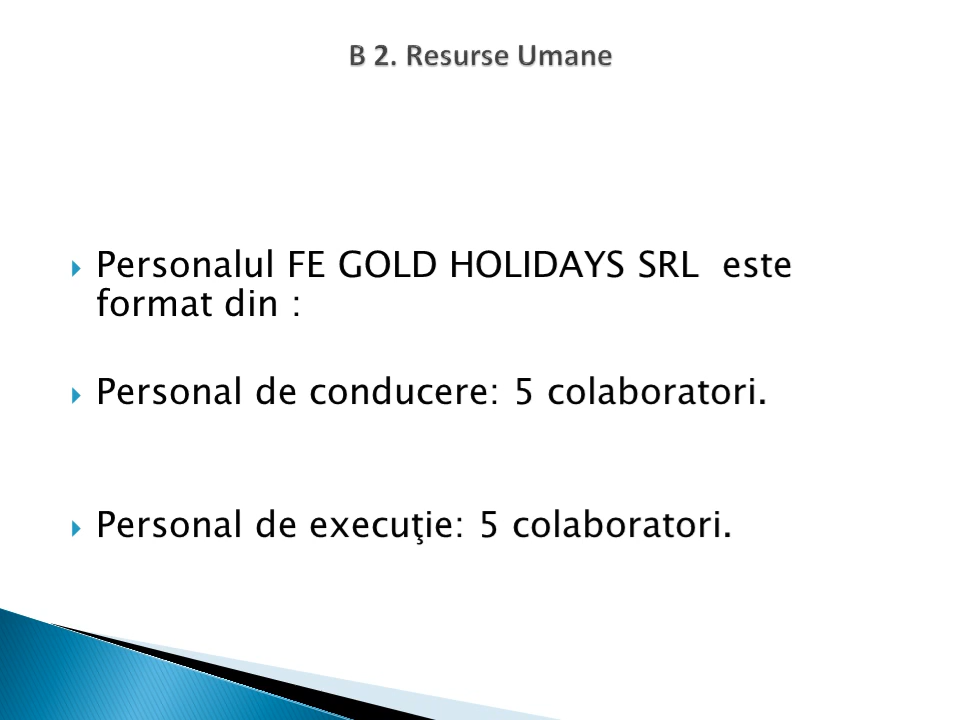 B 2. Resurse Umane
Personalul FE GOLD HOLIDAYS SRL este
format din :
Personal de conducere: 5 colaboratori.
Personal de execuţie: 5 colaboratori.